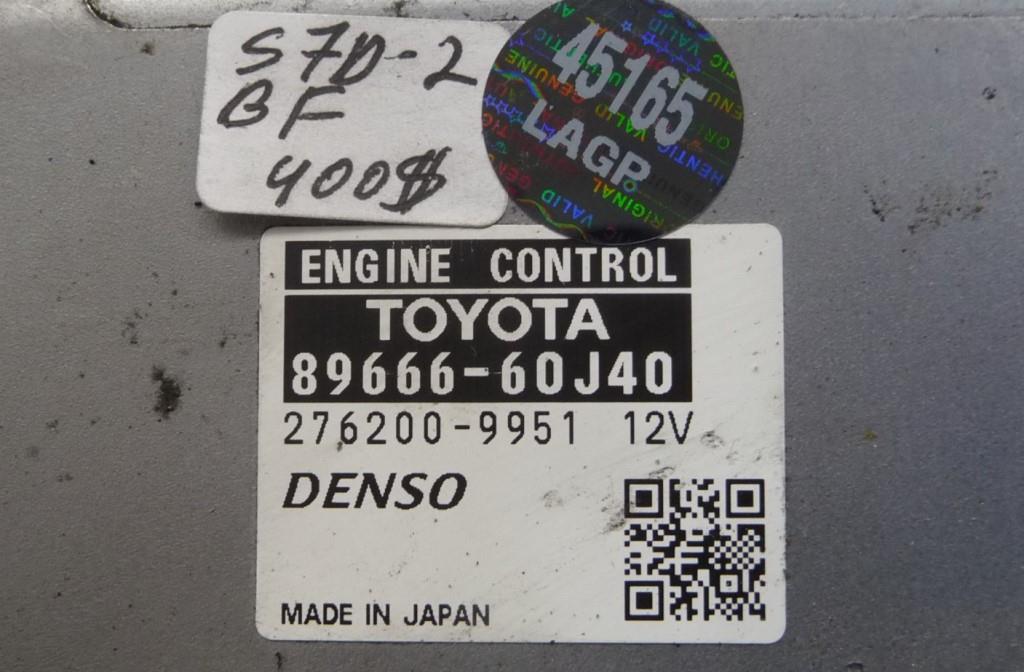 S7D-2
BF
400$
45165
LAGP
ENGINE CONTROL
TOYOTA
89666-60J40
276200-9951 12V
DENSO
MADE IN JAPAN